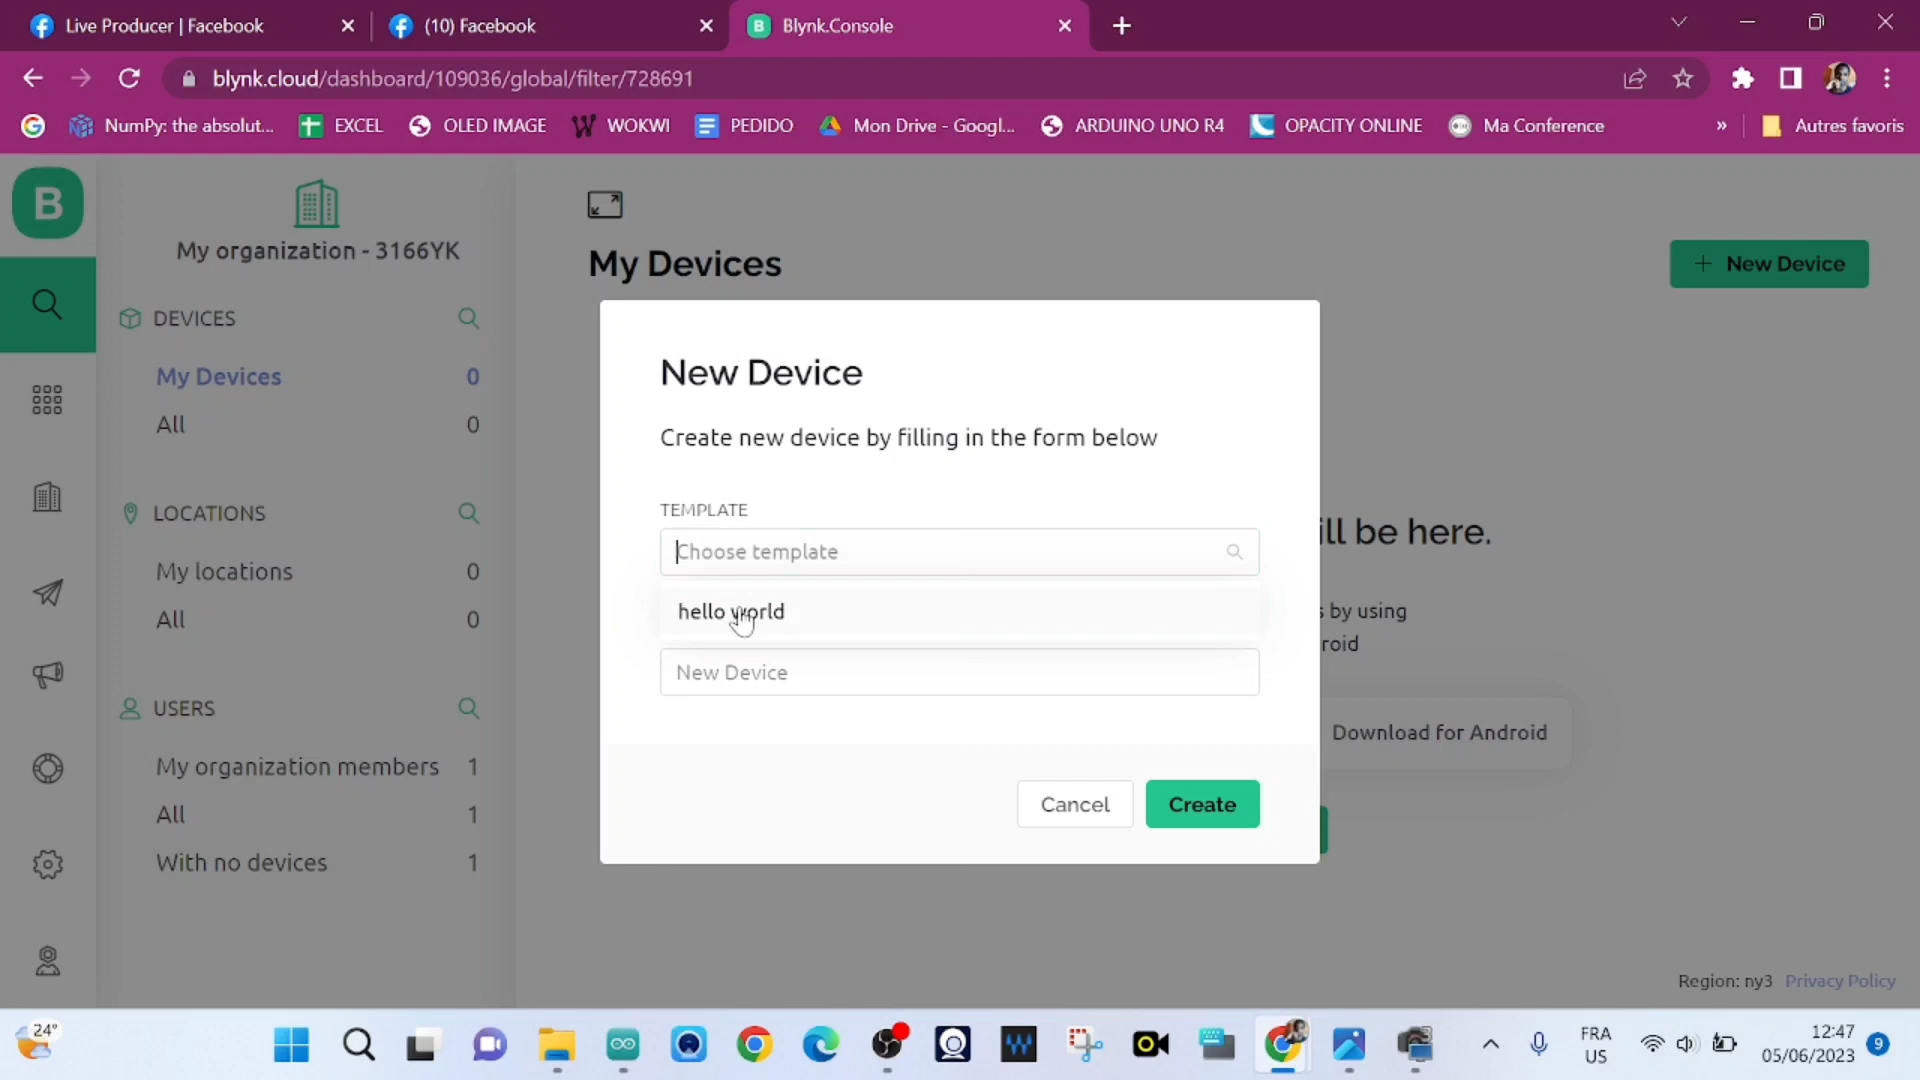 Live Producer | Facebook
(10) Facebook
Blynk.Console
blynk.cloud/dashboard/109036/global/filter/728691
NumPy: the absolut...
EXCEL
OLED IMAGE
WOKWI
PEDIDO
Mon Drive - Googl...
ARDUINO UNO R4
OPACITY ONLINE
Ma Conference
»
Autres favoris
B
My organization - 3166YK
DEVICES
My Devices 0
All 0
LOCATIONS
My locations 0
All 0
USERS
My organization members 1
All 1
With no devices 1
My Devices
+ New Device
ill be here.
s by using
roid
Download for Android
New Device
Create new device by filling in the form below
TEMPLATE
Choose template
hello world
New Device
Cancel
Create
Region: ny3 Privacy Policy
24°
FRA
US
12:47
05/06/2023
9